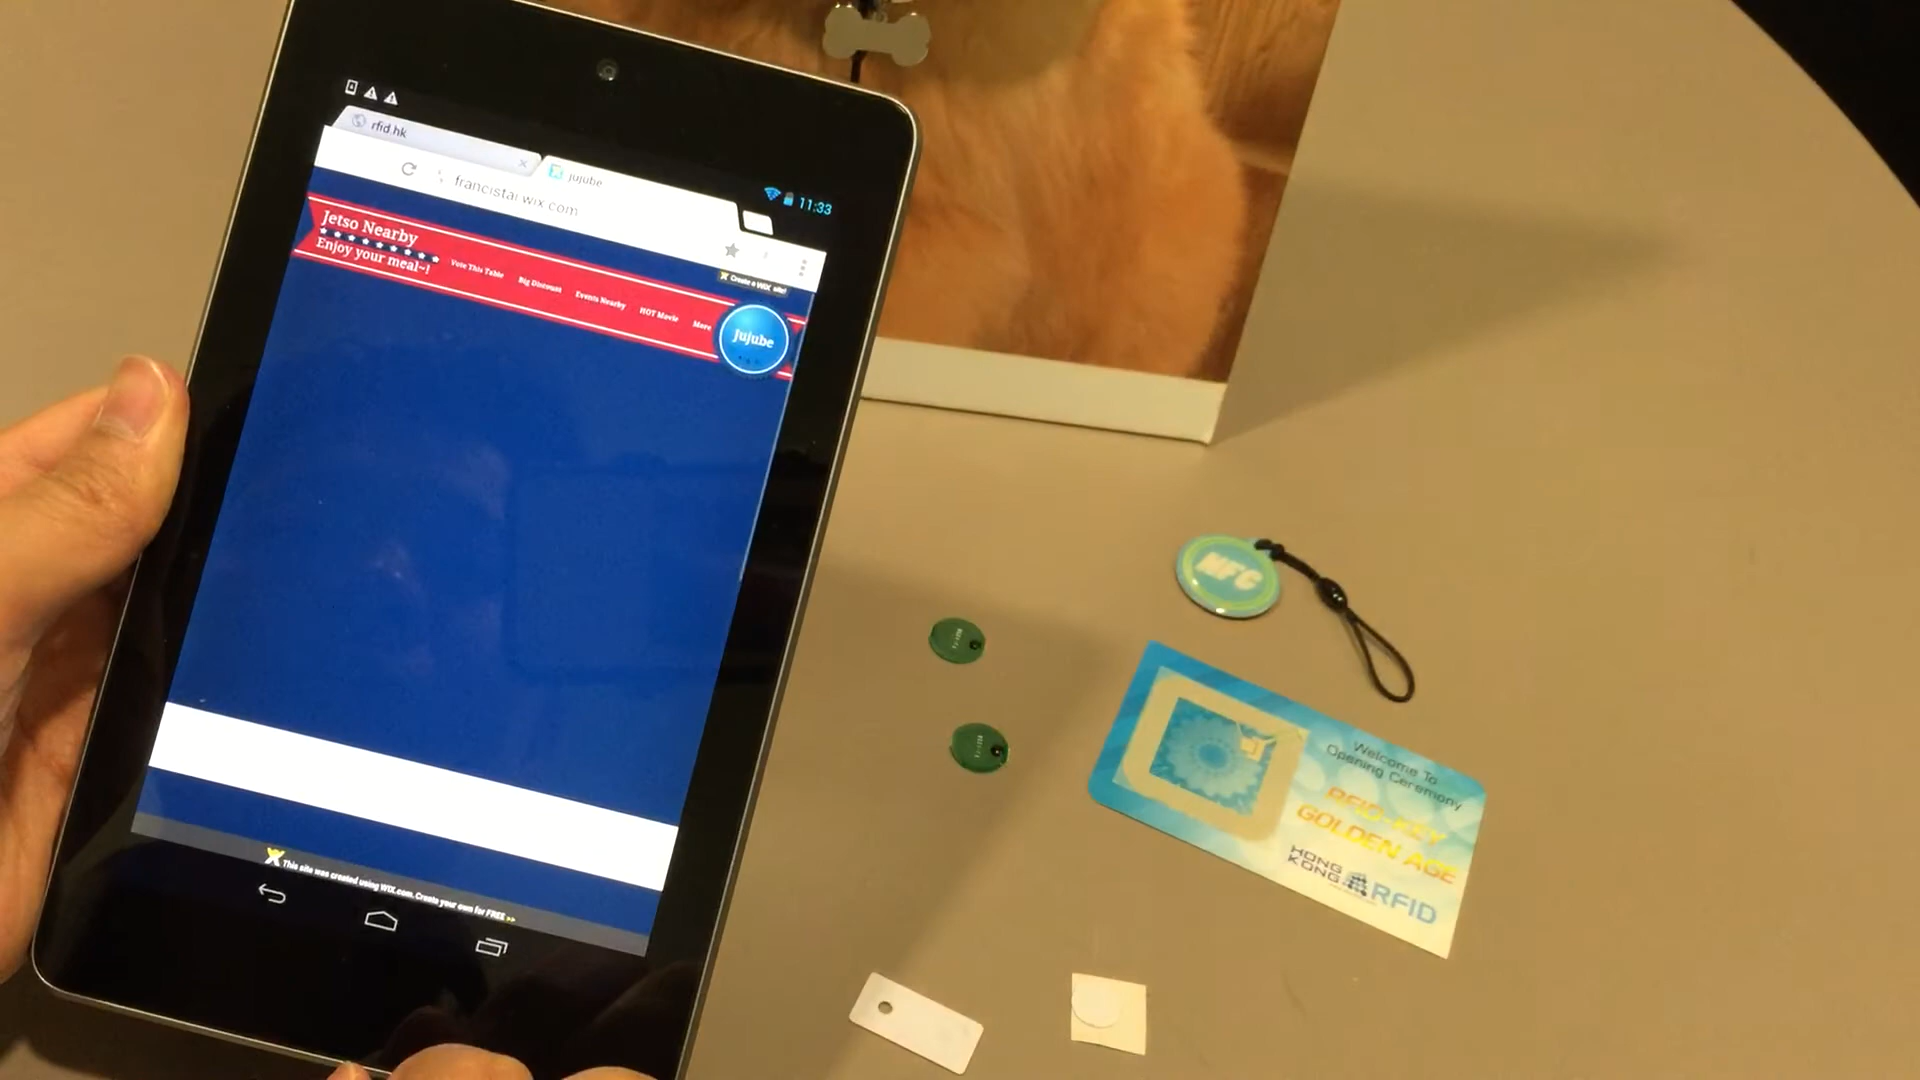 rfid.hk
jujube
francistai.wix.com
11:33
Create a WIX site!
Jetso Nearby
Enjoy your meal~!
Vote This Table
Big Discount
Events Nearby
HOT Movie
More
Jujube
This site was created using WIX.com. Create your own for FREE >>
NFC
Welcome To
Opening Ceremony
RFID-KEY
GOLDEN AGE
HONG
KONG
RFID